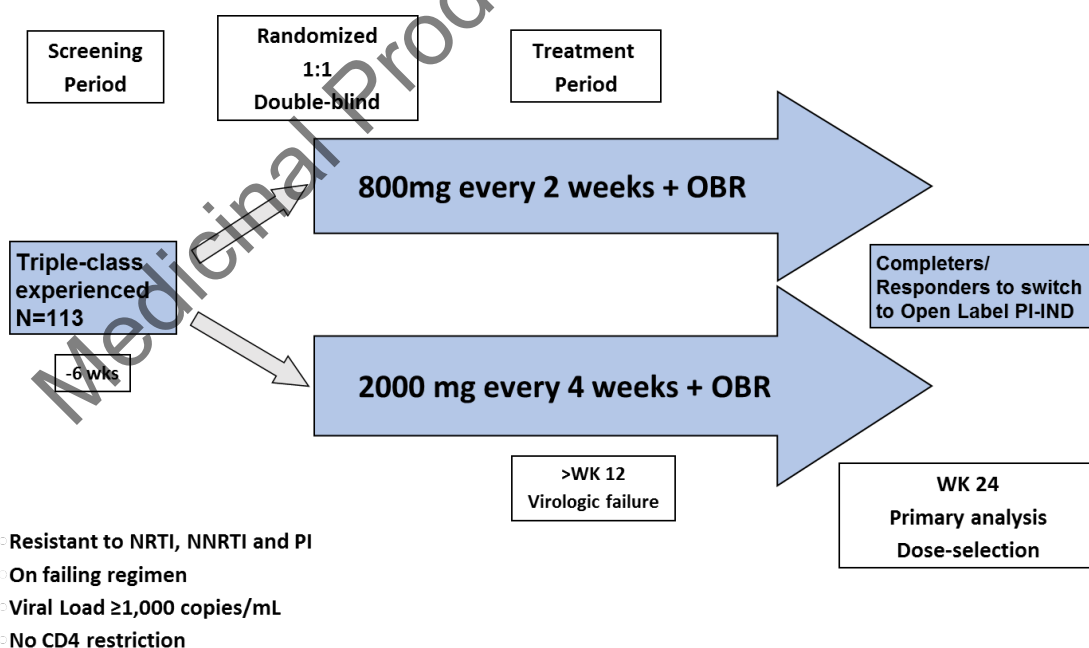 Screening
Period
Randomized
1:1
Double-blind
Treatment
Period
800mg every 2 weeks + OBR
Triple-class
experienced
N=113
-6 wks
Completers/
Responders to switch
to Open Label PI-IND
2000 mg every 4 weeks + OBR
>WK 12
Virologic failure
WK 24
Primary analysis
Dose-selection
Resistant to NRTI, NNRTI and PI
On failing regimen
Viral Load ≥1,000 copies/mL
No CD4 restriction
Medicinal Prod